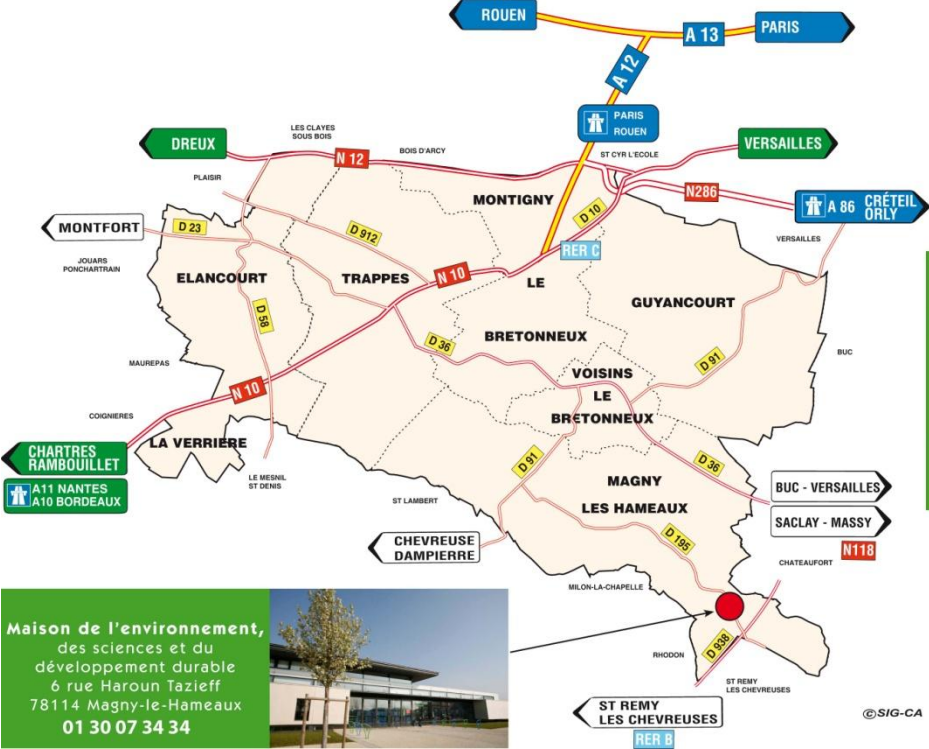 ROUEN
A 13
PARIS
A 12
PARIS
ROUEN
LES CLAYES
SOUS BOIS
DREUX
N 12
BOIS D'ARCY
ST CYR L'ECOLE
VERSAILLES
PLAISIR
MONTIGNY
N286
A 86 CRÉTEIL
ORLY
D 10
MONTFORT
D 23
D 912
RER C
VERSAILLES
JOUARS
PONCHARTRAIN
ELANCOURT
TRAPPES
N 10
LE
GUYANCOURT
D 58
D 36
BRETONNEUX
BUC
MAUREPAS
VOISINS
D 91
N 10
LE
COIGNIERES
BRETONNEUX
LA VERRIERE
CHARTRES
RAMBOUILLET
D 91
D 36
LE MESNIL
ST DENIS
MAGNY
BUC - VERSAILLES
A11 NANTES
A10 BORDEAUX
ST LAMBERT
LES HAMEAUX
SACLAY - MASSY
CHEVREUSE
DAMPIERRE
D 195
N118
CHATEAUFORT
MILON-LA-CHAPELLE
Maison de l'environnement,
des sciences et du
développement durable
6 rue Haroun Tazieff
78114 Magny-le-Hameaux
01 30 07 34 34
D 938
RHODON
ST REMY
LES CHEVREUSES
ST REMY
LES CHEVREUSES
RER B
©SIG-CA